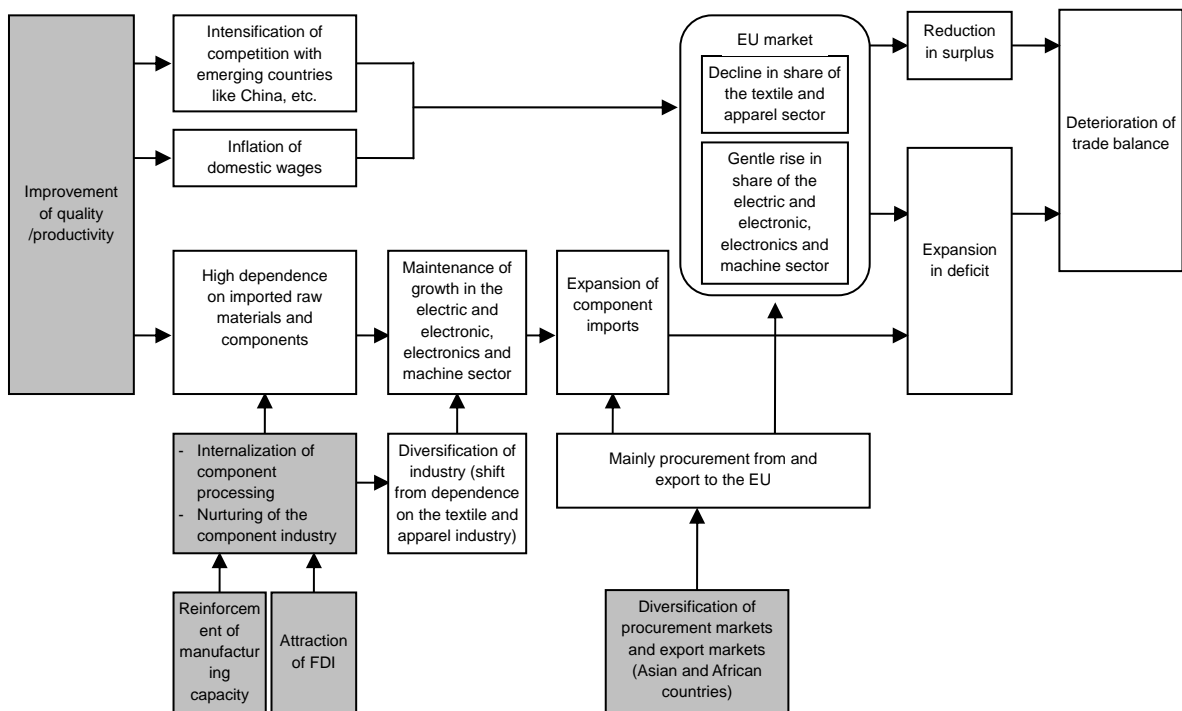 Improvement
of quality
/productivity
Intensification of
competition with
emerging countries
like China, etc.
Inflation of
domestic wages
EU market
Decline in share of
the textile and
apparel sector
Gentle rise in
share of the
electric and
electronic,
electronics and
machine sector
Reduction
in surplus
Deterioration of
trade balance
Expansion
in deficit
High dependence
on imported raw
materials and
components
Maintenance of
growth in the
electric and
electronic,
electronics and
machine sector
Expansion of
component
imports
- Internalization of
component
processing
- Nurturing of the
component industry
Diversification of
industry (shift
from dependence
on the textile and
apparel industry)
Mainly procurement from and
export to the EU
Reinforcem
ent of
manufactur
ing
capacity
Attraction
of FDI
Diversification of
procurement markets
and export markets
(Asian and African
countries)